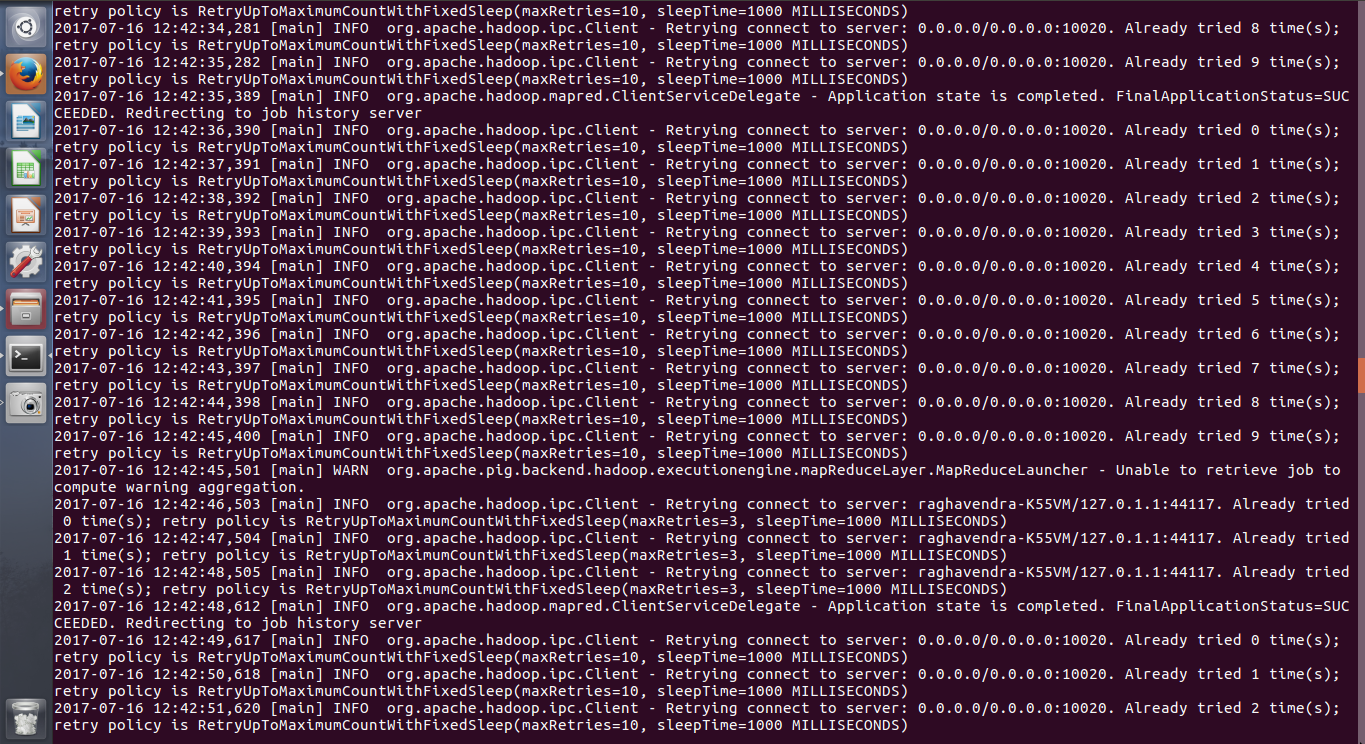 retry policy is RetryUpToMaximumCountWithFixedSleep(maxRetries=10, sleepTime=1000 MILLISECONDS)
2017-07-16 12:42:34,281 [main] INFO  org.apache.hadoop.ipc.Client - Retrying connect to server: 0.0.0.0/0.0.0.0:10020. Already tried 8 time(s);
retry policy is RetryUpToMaximumCountWithFixedSleep(maxRetries=10, sleepTime=1000 MILLISECONDS)
2017-07-16 12:42:35,282 [main] INFO  org.apache.hadoop.ipc.Client - Retrying connect to server: 0.0.0.0/0.0.0.0:10020. Already tried 9 time(s);
retry policy is RetryUpToMaximumCountWithFixedSleep(maxRetries=10, sleepTime=1000 MILLISECONDS)
2017-07-16 12:42:35,389 [main] INFO  org.apache.hadoop.mapred.ClientServiceDelegate - Application state is completed. FinalApplicationStatus=SUC
CEEDED. Redirecting to job history server
2017-07-16 12:42:36,390 [main] INFO  org.apache.hadoop.ipc.Client - Retrying connect to server: 0.0.0.0/0.0.0.0:10020. Already tried 0 time(s);
retry policy is RetryUpToMaximumCountWithFixedSleep(maxRetries=10, sleepTime=1000 MILLISECONDS)
2017-07-16 12:42:37,391 [main] INFO  org.apache.hadoop.ipc.Client - Retrying connect to server: 0.0.0.0/0.0.0.0:10020. Already tried 1 time(s);
retry policy is RetryUpToMaximumCountWithFixedSleep(maxRetries=10, sleepTime=1000 MILLISECONDS)
2017-07-16 12:42:38,392 [main] INFO  org.apache.hadoop.ipc.Client - Retrying connect to server: 0.0.0.0/0.0.0.0:10020. Already tried 2 time(s);
retry policy is RetryUpToMaximumCountWithFixedSleep(maxRetries=10, sleepTime=1000 MILLISECONDS)
2017-07-16 12:42:39,393 [main] INFO  org.apache.hadoop.ipc.Client - Retrying connect to server: 0.0.0.0/0.0.0.0:10020. Already tried 3 time(s);
retry policy is RetryUpToMaximumCountWithFixedSleep(maxRetries=10, sleepTime=1000 MILLISECONDS)
2017-07-16 12:42:40,394 [main] INFO  org.apache.hadoop.ipc.Client - Retrying connect to server: 0.0.0.0/0.0.0.0:10020. Already tried 4 time(s);
retry policy is RetryUpToMaximumCountWithFixedSleep(maxRetries=10, sleepTime=1000 MILLISECONDS)
2017-07-16 12:42:41,395 [main] INFO  org.apache.hadoop.ipc.Client - Retrying connect to server: 0.0.0.0/0.0.0.0:10020. Already tried 5 time(s);
retry policy is RetryUpToMaximumCountWithFixedSleep(maxRetries=10, sleepTime=1000 MILLISECONDS)
2017-07-16 12:42:42,396 [main] INFO  org.apache.hadoop.ipc.Client - Retrying connect to server: 0.0.0.0/0.0.0.0:10020. Already tried 6 time(s);
retry policy is RetryUpToMaximumCountWithFixedSleep(maxRetries=10, sleepTime=1000 MILLISECONDS)
2017-07-16 12:42:43,397 [main] INFO  org.apache.hadoop.ipc.Client - Retrying connect to server: 0.0.0.0/0.0.0.0:10020. Already tried 7 time(s);
retry policy is RetryUpToMaximumCountWithFixedSleep(maxRetries=10, sleepTime=1000 MILLISECONDS)
2017-07-16 12:42:44,398 [main] INFO  org.apache.hadoop.ipc.Client - Retrying connect to server: 0.0.0.0/0.0.0.0:10020. Already tried 8 time(s);
retry policy is RetryUpToMaximumCountWithFixedSleep(maxRetries=10, sleepTime=1000 MILLISECONDS)
2017-07-16 12:42:45,400 [main] INFO  org.apache.hadoop.ipc.Client - Retrying connect to server: 0.0.0.0/0.0.0.0:10020. Already tried 9 time(s);
retry policy is RetryUpToMaximumCountWithFixedSleep(maxRetries=10, sleepTime=1000 MILLISECONDS)
2017-07-16 12:42:45,501 [main] WARN  org.apache.pig.backend.hadoop.executionengine.mapReduceLayer.MapReduceLauncher - Unable to retrieve job to
compute warning aggregation.
2017-07-16 12:42:46,503 [main] INFO  org.apache.hadoop.ipc.Client - Retrying connect to server: raghavendra-K55VM/127.0.1.1:44117. Already tried
0 time(s); retry policy is RetryUpToMaximumCountWithFixedSleep(maxRetries=3, sleepTime=1000 MILLISECONDS)
2017-07-16 12:42:47,504 [main] INFO  org.apache.hadoop.ipc.Client - Retrying connect to server: raghavendra-K55VM/127.0.1.1:44117. Already tried
1 time(s); retry policy is RetryUpToMaximumCountWithFixedSleep(maxRetries=3, sleepTime=1000 MILLISECONDS)
2017-07-16 12:42:48,505 [main] INFO  org.apache.hadoop.ipc.Client - Retrying connect to server: raghavendra-K55VM/127.0.1.1:44117. Already tried
2 time(s); retry policy is RetryUpToMaximumCountWithFixedSleep(maxRetries=3, sleepTime=1000 MILLISECONDS)
2017-07-16 12:42:48,612 [main] INFO  org.apache.hadoop.mapred.ClientServiceDelegate - Application state is completed. FinalApplicationStatus=SUC
CEEDED. Redirecting to job history server
2017-07-16 12:42:49,617 [main] INFO  org.apache.hadoop.ipc.Client - Retrying connect to server: 0.0.0.0/0.0.0.0:10020. Already tried 0 time(s);
retry policy is RetryUpToMaximumCountWithFixedSleep(maxRetries=10, sleepTime=1000 MILLISECONDS)
2017-07-16 12:42:50,618 [main] INFO  org.apache.hadoop.ipc.Client - Retrying connect to server: 0.0.0.0/0.0.0.0:10020. Already tried 1 time(s);
retry policy is RetryUpToMaximumCountWithFixedSleep(maxRetries=10, sleepTime=1000 MILLISECONDS)
2017-07-16 12:42:51,620 [main] INFO  org.apache.hadoop.ipc.Client - Retrying connect to server: 0.0.0.0/0.0.0.0:10020. Already tried 2 time(s);
retry policy is RetryUpToMaximumCountWithFixedSleep(maxRetries=10, sleepTime=1000 MILLISECONDS)